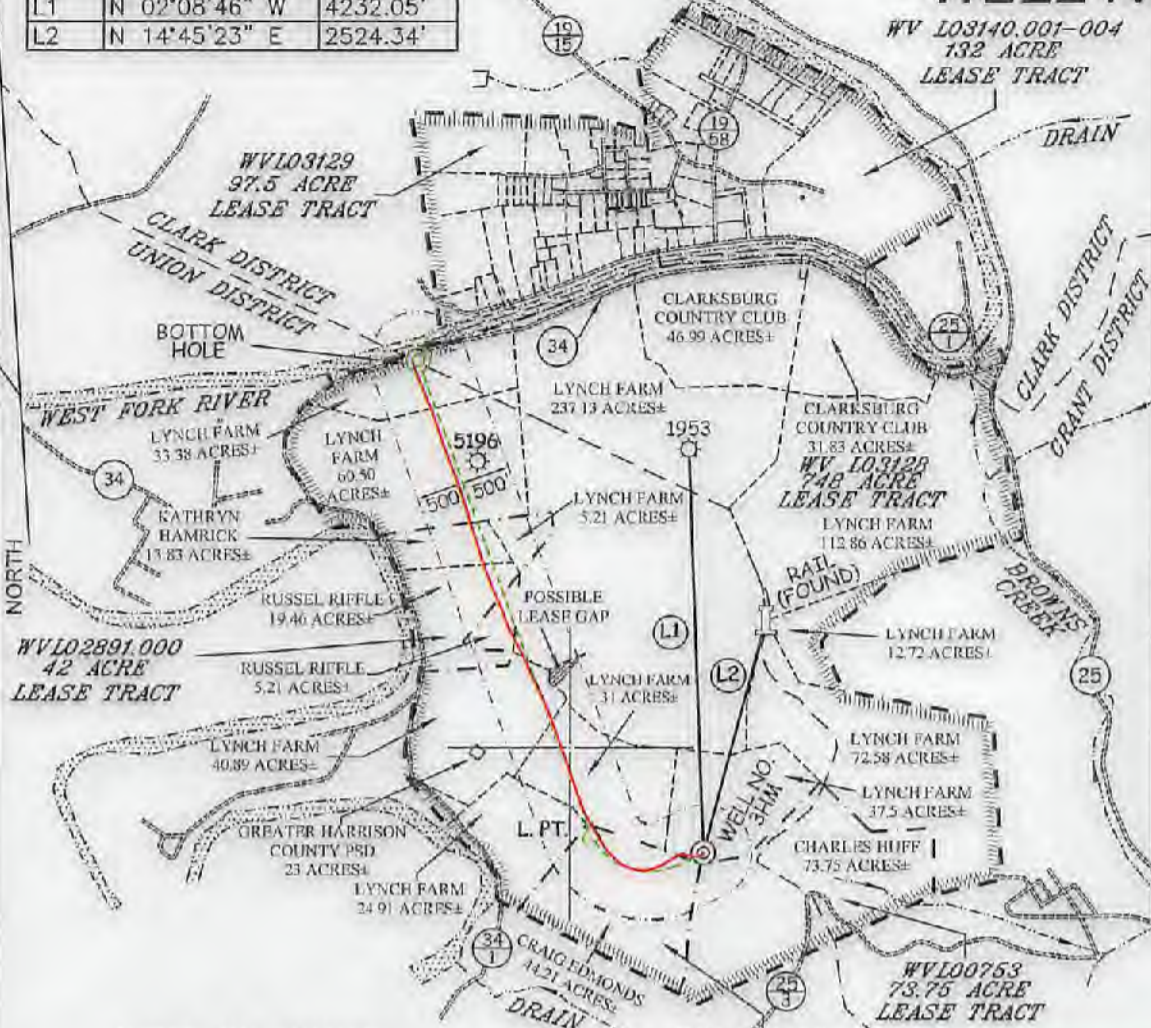 L1 N 02°08'46" W 4232.05'
L2 N 14°45'23" E 2524.34'
WV L03140.001-004
132 ACRE
LEASE TRACT
19
15
19
58
DRAIN
WVL03129
97.5 ACRE
LEASE TRACT
CLARK DISTRICT
UNION DISTRICT
CLARK DISTRICT
GRANT DISTRICT
BOTTOM
HOLE
34
CLARKSBURG
COUNTRY CLUB
46.99 ACRES±
25
1
WEST FORK RIVER
LYNCH FARM
237.13 ACRES±
CLARKSBURG
COUNTRY CLUB
31.83 ACRES±
LYNCH FARM
33.38 ACRES±
LYNCH
FARM
60.50
ACRES±
5196
500 500
1953
WV L03128
748 ACRE
LEASE TRACT
34
LYNCH FARM
5.21 ACRES±
LYNCH FARM
112.86 ACRES±
KATHRYN
HAMRICK
13.83 ACRES±
NORTH
RAIL
(FOUND)
BROWNS
CREEK
RUSSEL RIFFLE
19.46 ACRES±
POSSIBLE
LEASE GAP
L1
LYNCH FARM
12.72 ACRES±
WVL02891.000
42 ACRE
LEASE TRACT
RUSSEL RIFFLE
5.21 ACRES±
LYNCH FARM
31 ACRES±
L2
25
LYNCH FARM
40.89 ACRES±
LYNCH FARM
72.58 ACRES±
WELL NO.
3HM
LYNCH FARM
37.5 ACRES±
L. PT.
GREATER HARRISON
COUNTY PSD
23 ACRES±
CHARLES HUFF
73.75 ACRES±
LYNCH FARM
24.91 ACRES±
34
1
CRAIG EDMONDS
44.21 ACRES±
DRAIN
25
3
WVL00753
73.75 ACRE
LEASE TRACT